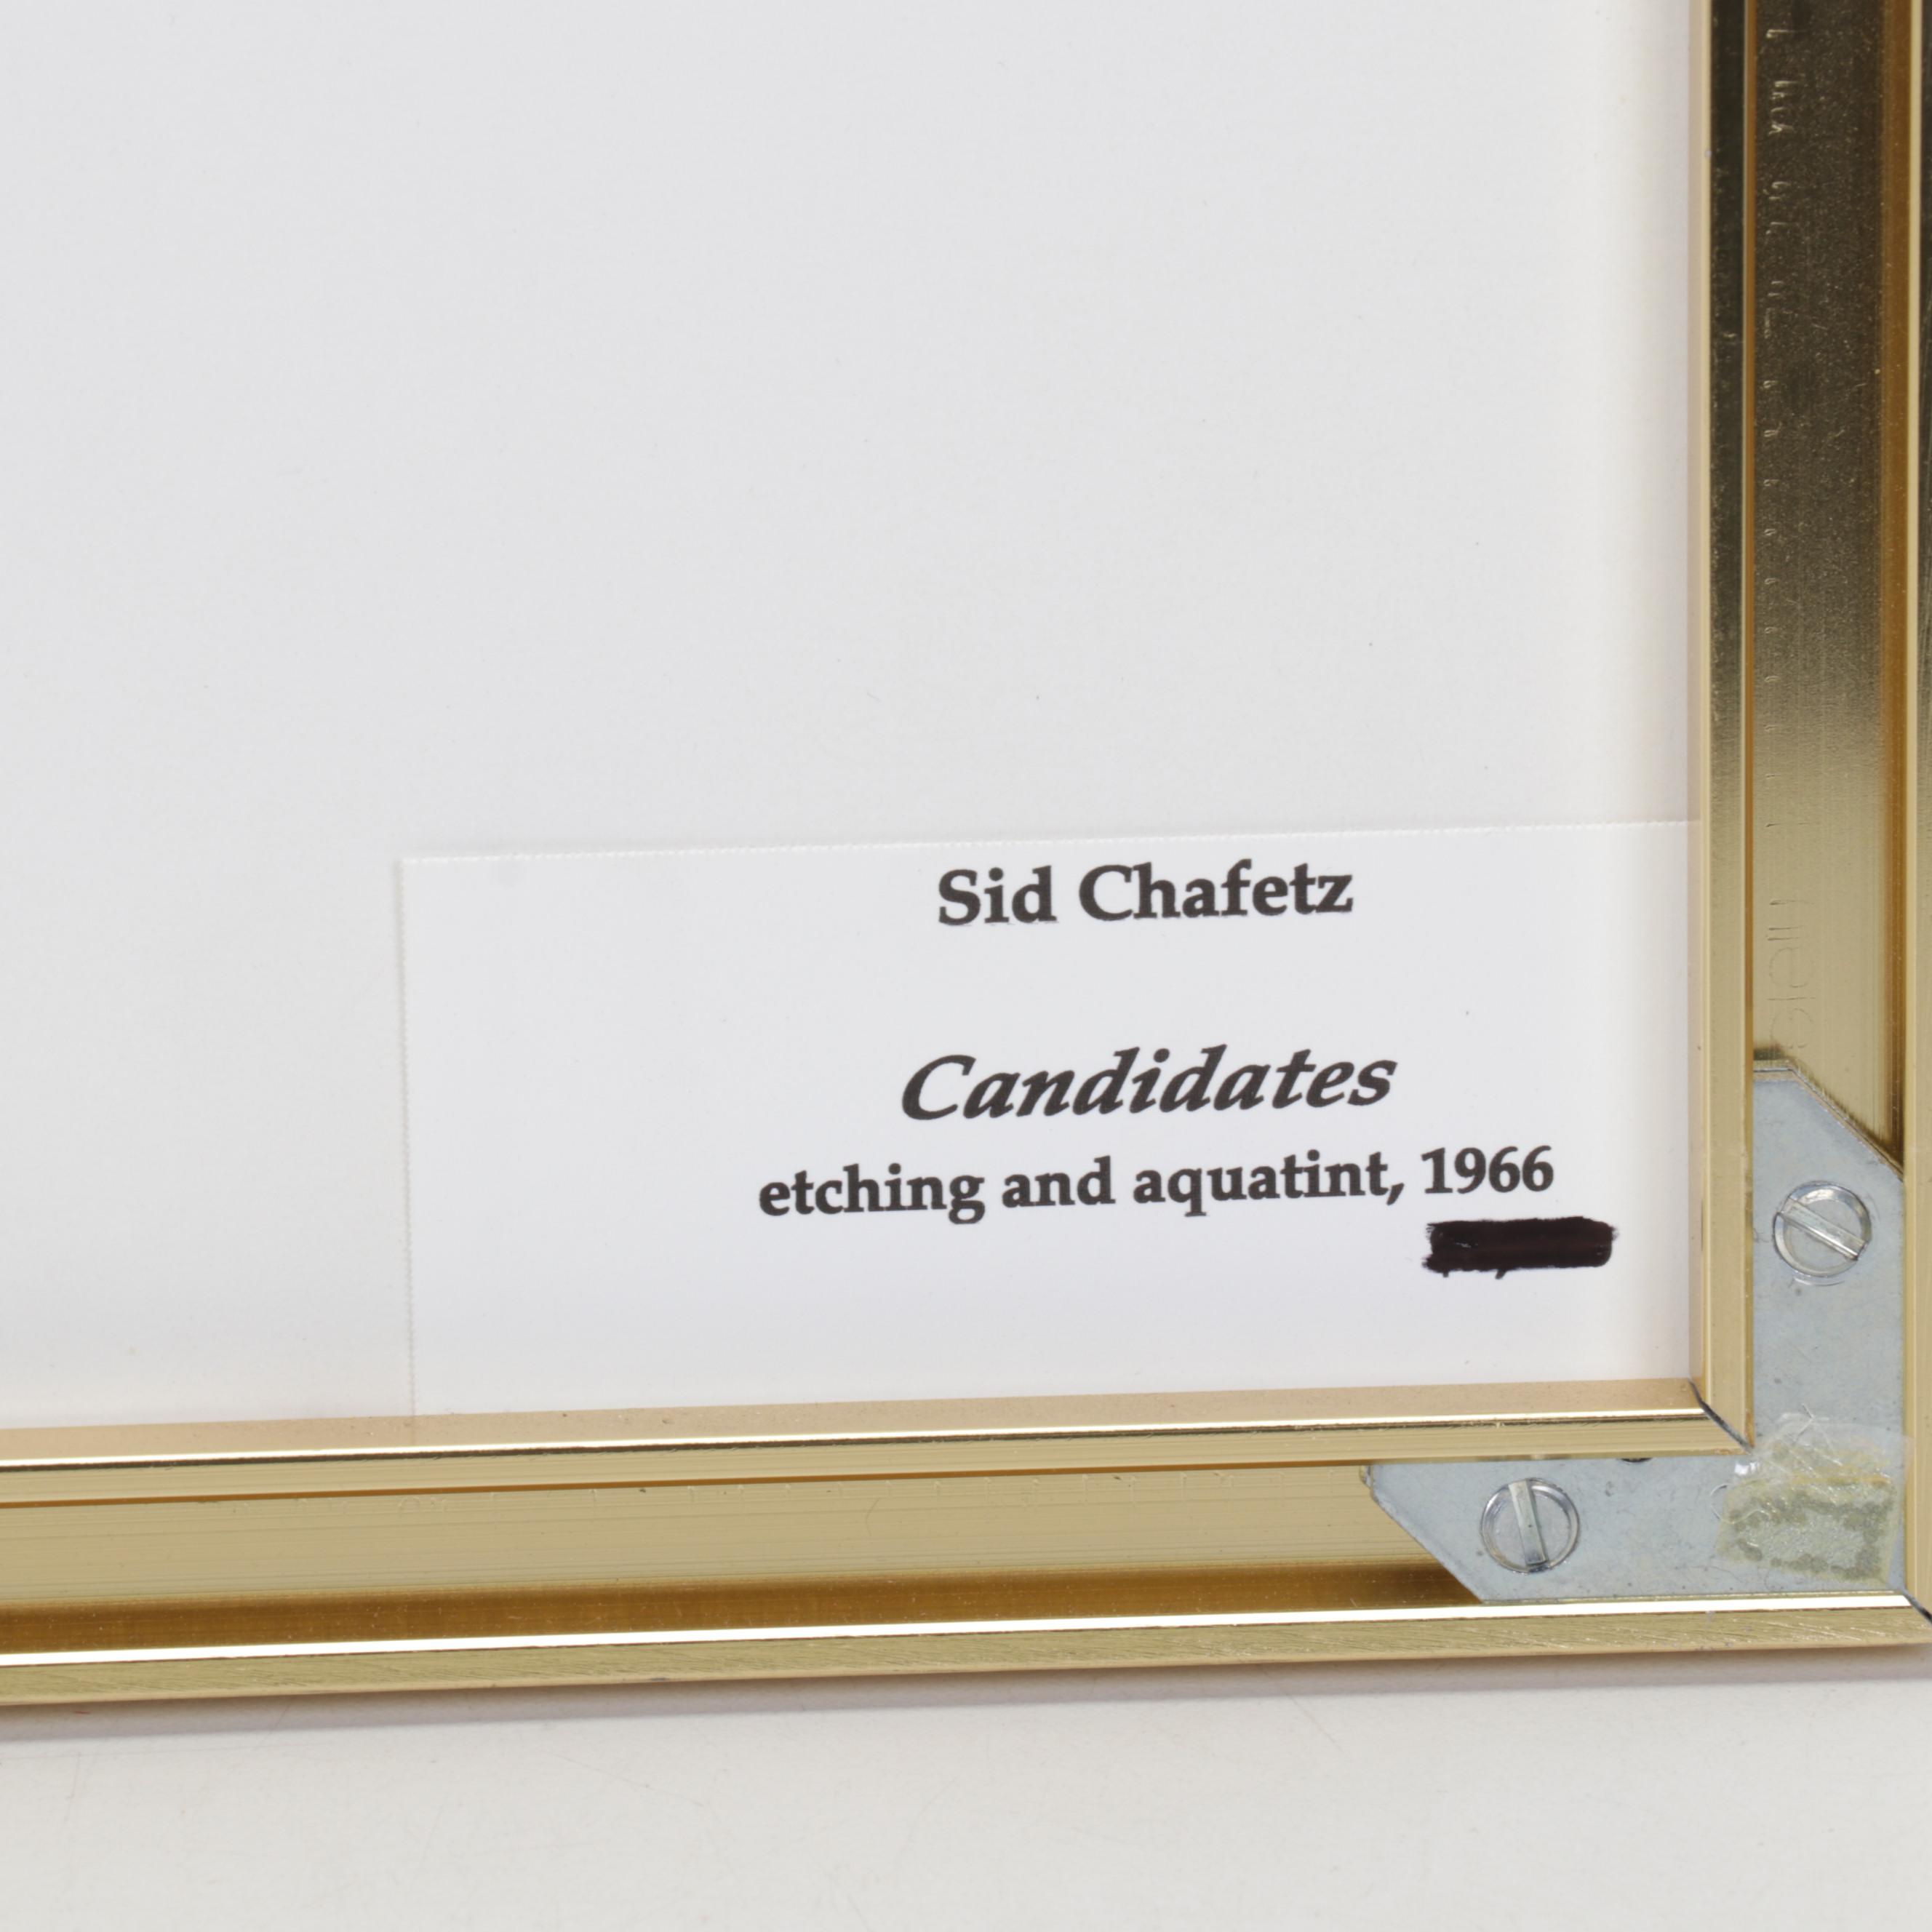 Sid Chafetz
Candidates
etching and aquatint, 1966